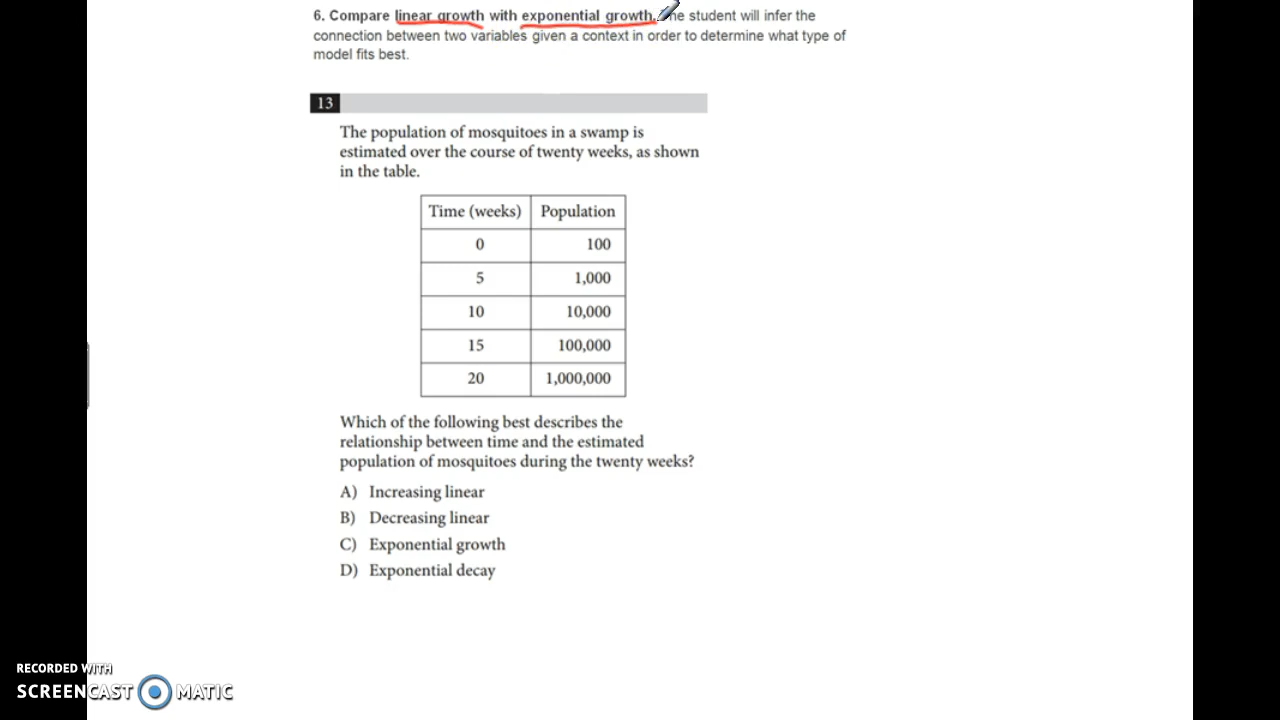 6. Compare linear growth with exponential growth. student will infer the
connection between two variables given a context in order to determine what type of
model fits best.
13
The population of mosquitoes in a swamp is
estimated over the course of twenty weeks, as shown
in the table.
Time (weeks) Population
0 100
5 1,000
10 10,000
15 100,000
20 1,000,000
Which of the following best describes the
relationship between time and the estimated
population of mosquitoes during the twenty weeks?
A) Increasing linear
B) Decreasing linear
C) Exponential growth
D) Exponential decay
RECORDED WITH
SCREENCAST MATIC